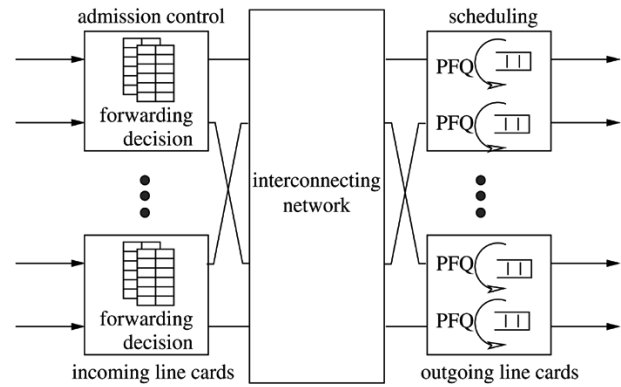 admission control
scheduling
forwarding
decision
PFQ
PFQ
interconnecting
network
forwarding
decision
PFQ
PFQ
incoming line cards
outgoing line cards